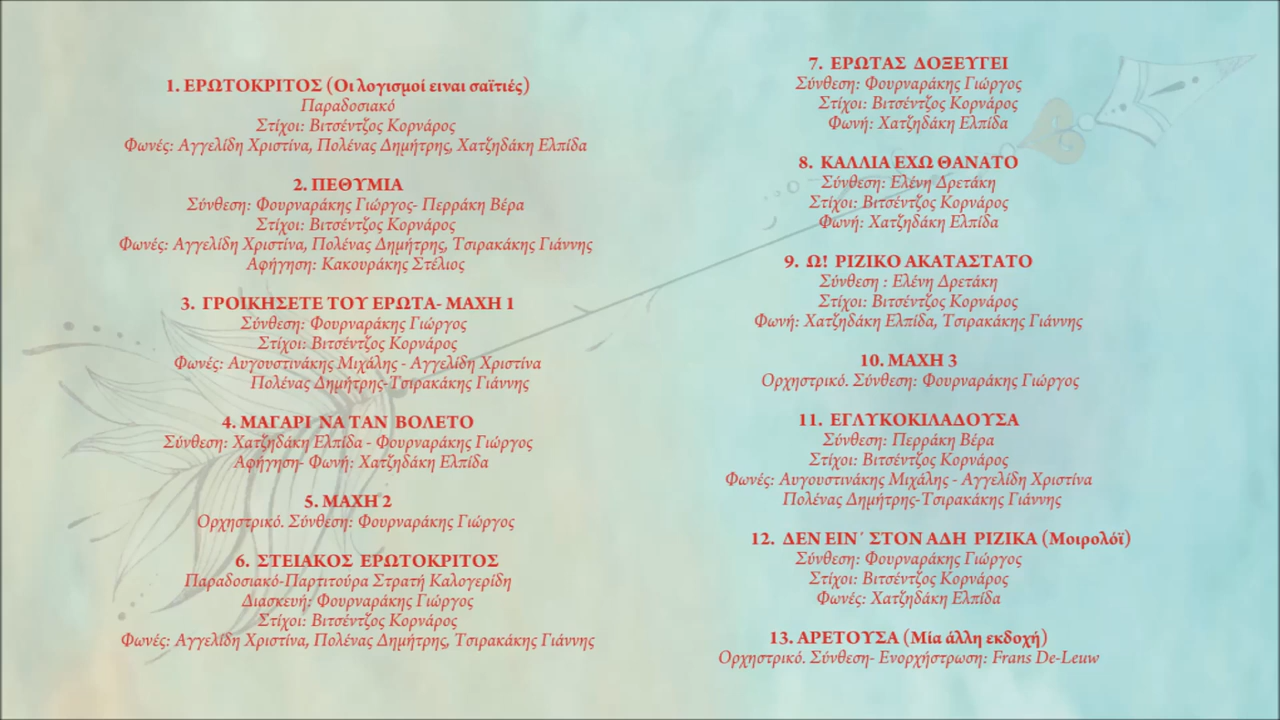 1. ΕΡΩΤΟΚΡΙΤΟΣ (Οι λογισμοί ειναι σαϊτιές)
Παραδοσιακό
Στίχοι: Βιτσέντζος Κορνάρος
Φωνές: Αγγελίδη Χριστίνα, Πολένας Δημήτρης, Χατζηδάκη Ελπίδα
2. ΠΕΘΥΜΙΑ
Σύνθεση: Φουρναράκης Γιώργος- Περράκη Βέρα
Στίχοι: Βιτσέντζος Κορνάρος
Φωνές: Αγγελίδη Χριστίνα, Πολένας Δημήτρης, Τσιρακάκης Γιάννης
Αφήγηση: Κακουράκης Στέλιος
3. ΓΡΟΙΚΗΣΕΤΕ ΤΟΥ ΕΡΩΤΑ- ΜΑΧΗ 1
Σύνθεση: Φουρναράκης Γιώργος
Στίχοι: Βιτσέντζος Κορνάρος
Φωνές: Αυγουστινάκης Μιχάλης - Αγγελίδη Χριστίνα
Πολένας Δημήτρης-Τσιρακάκης Γιάννης
4. ΜΑΓΑΡΙ ΝΑ ΤΑΝ ΒΟΛΕΤΟ
Σύνθεση: Χατζηδάκη Ελπίδα - Φουρναράκης Γιώργος
Αφήγηση- Φωνή: Χατζηδάκη Ελπίδα
5. ΜΑΧΗ 2
Ορχηστρικό. Σύνθεση: Φουρναράκης Γιώργος
6. ΣΤΕΙΑΚΟΣ ΕΡΩΤΟΚΡΙΤΟΣ
Παραδοσιακό-Παρτιτούρα Στρατή Καλογερίδη
Διασκευή: Φουρναράκης Γιώργος
Στίχοι: Βιτσέντζος Κορνάρος
Φωνές: Αγγελίδη Χριστίνα, Πολένας Δημήτρης, Τσιρακάκης Γιάννης
7. ΕΡΩΤΑΣ ΔΟΞΕΥΓΕΙ
Σύνθεση: Φουρναράκης Γιώργος
Στίχοι: Βιτσέντζος Κορνάρος
Φωνή: Χατζηδάκη Ελπίδα
8. ΚΑΛΛΙΑ ΕΧΩ ΘΑΝΑΤΟ
Σύνθεση: Ελένη Δρετάκη
Στίχοι: Βιτσέντζος Κορνάρος
Φωνή: Χατζηδάκη Ελπίδα
9. Ω! ΡΙΖΙΚΟ ΑΚΑΤΑΣΤΑΤΟ
Σύνθεση : Ελένη Δρετάκη
Στίχοι: Βιτσέντζος Κορνάρος
Φωνή: Χατζηδάκη Ελπίδα, Τσιρακάκης Γιάννης
10. ΜΑΧΗ 3
Ορχηστρικό. Σύνθεση: Φουρναράκης Γιώργος
11. ΕΓΛΥΚΟΚΙΛΑΔΟΥΣΑ
Σύνθεση: Περράκη Βέρα
Στίχοι: Βιτσέντζος Κορνάρος
Φωνές: Αυγουστινάκης Μιχάλης - Αγγελίδη Χριστίνα
Πολένας Δημήτρης-Τσιρακάκης Γιάννης
12. ΔΕΝ ΕΙΝ΄ ΣΤΟΝ ΑΔΗ ΡΙΖΙΚΑ (Μοιρολόϊ)
Σύνθεση: Φουρναράκης Γιώργος
Στίχοι: Βιτσέντζος Κορνάρος
Φωνές: Χατζηδάκη Ελπίδα
13. ΑΡΕΤΟΥΣΑ (Μία άλλη εκδοχή)
Ορχηστρικό. Σύνθεση- Ενορχήστρωση: Frans De-Leuw